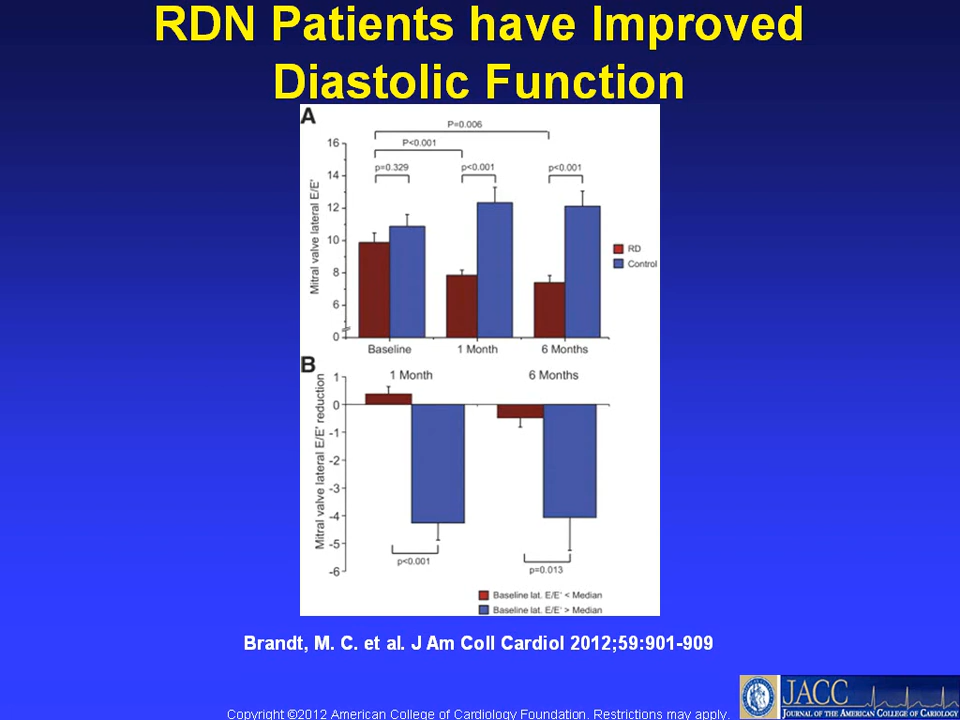 RDN Patients have Improved
Diastolic Function
A
P=0.006
P<0.001
p=0.329
p<0.001
p<0.001
16
14
12
10
8
6
0
Mitral valve lateral E/E'
RD
Control
Baseline
1 Month
6 Months
B
1 Month
6 Months
1
0
-1
-2
-3
-4
-5
-6
Mitral valve lateral E/E' reduction
p<0.001
p=0.013
Baseline lat. E/E' < Median
Baseline lat. E/E' > Median
Brandt, M. C. et al. J Am Coll Cardiol 2012;59:901-909
JACC
JOURNAL OF THE AMERICAN COLLEGE OF CARDIOLOGY
Copyright ©2012 American College of Cardiology Foundation. Restrictions may apply.